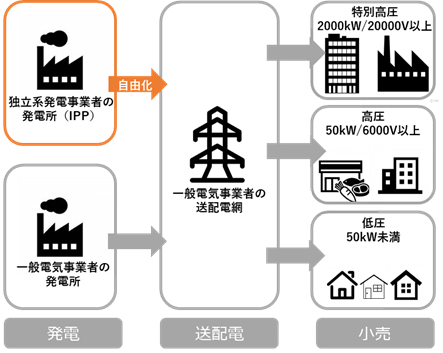 独立系発電事業者の
発電所（IPP）
自由化
一般電気事業者の
発電所
一般電気事業者の
送配電網
特別高圧
2000kW/20000V以上
高圧
50kW/6000V以上
低圧
50kW未満
発電
送配電
小売